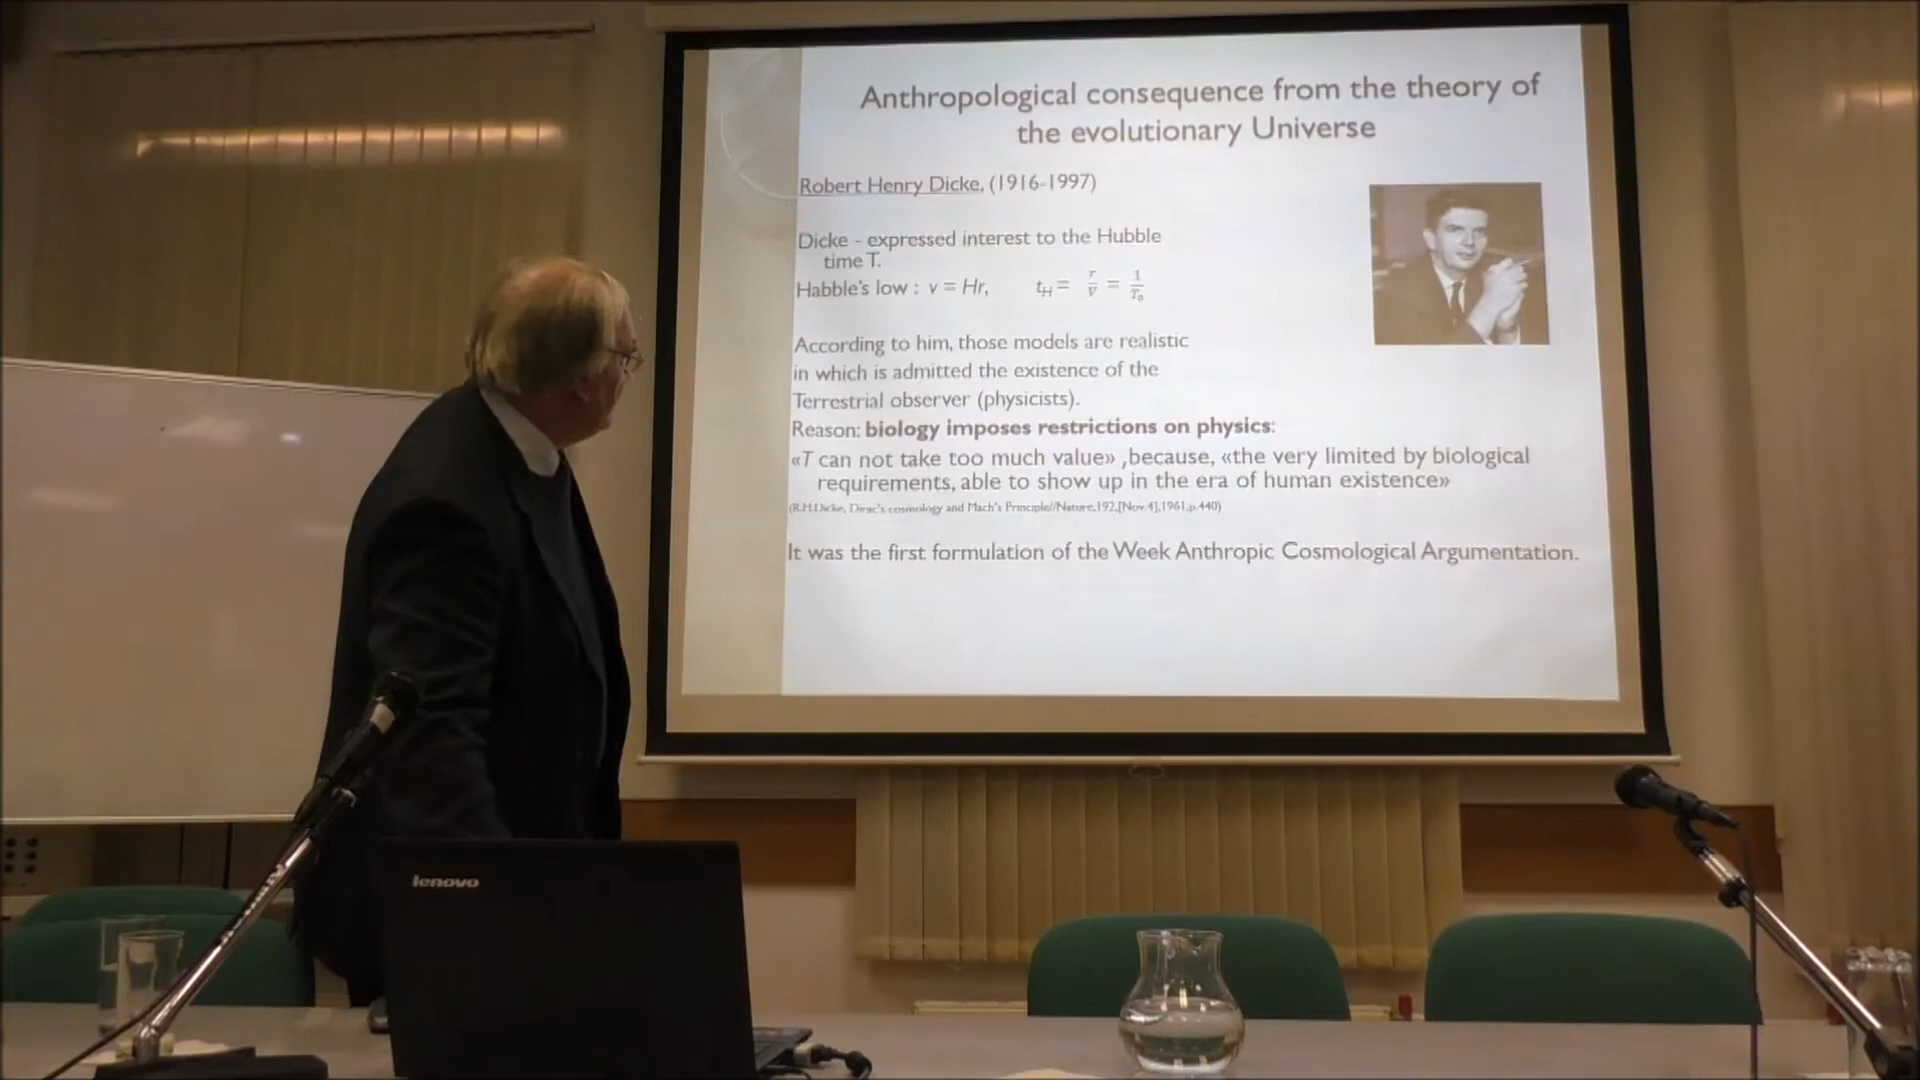 Anthropological consequence from the theory of
the evolutionary Universe
Robert Henry Dicke, (1916-1997)
Dicke - expressed interest to the Hubble
time T.
Habble's low : v = Hr, t_H = r/V = 1/T₀
According to him, those models are realistic
in which is admitted the existence of the
Terrestrial observer (physicists).
Reason: biology imposes restrictions on physics:
«T can not take too much value» ,because, «the very limited by biological
requirements, able to show up in the era of human existence»
(R.H.Dicke, Dirac's cosmology and Mach's Principle//Nature,192,[Nov.4],1961,p.440)
It was the first formulation of the Week Anthropic Cosmological Argumentation.
lenovo